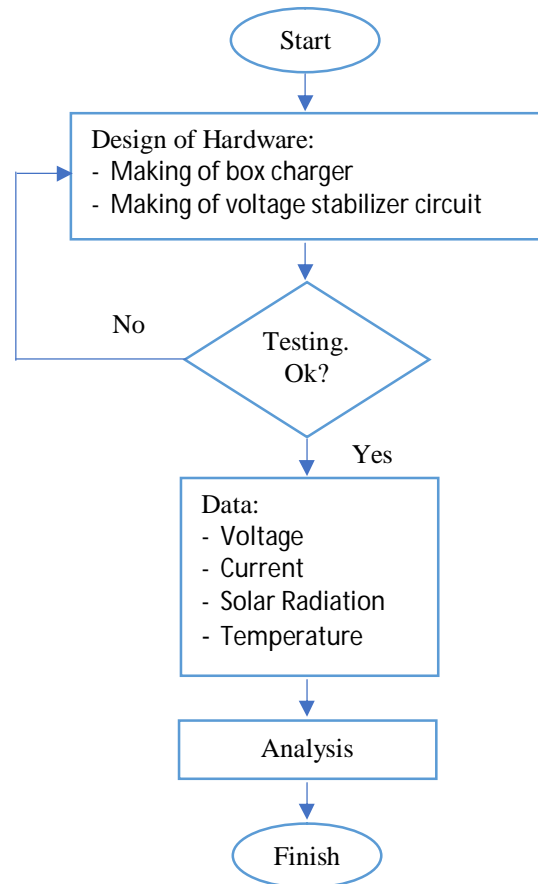 Start
Design of Hardware:
- Making of box charger
- Making of voltage stabilizer circuit
No
Testing.
Ok?
Yes
Data:
- Voltage
- Current
- Solar Radiation
- Temperature
Analysis
Finish